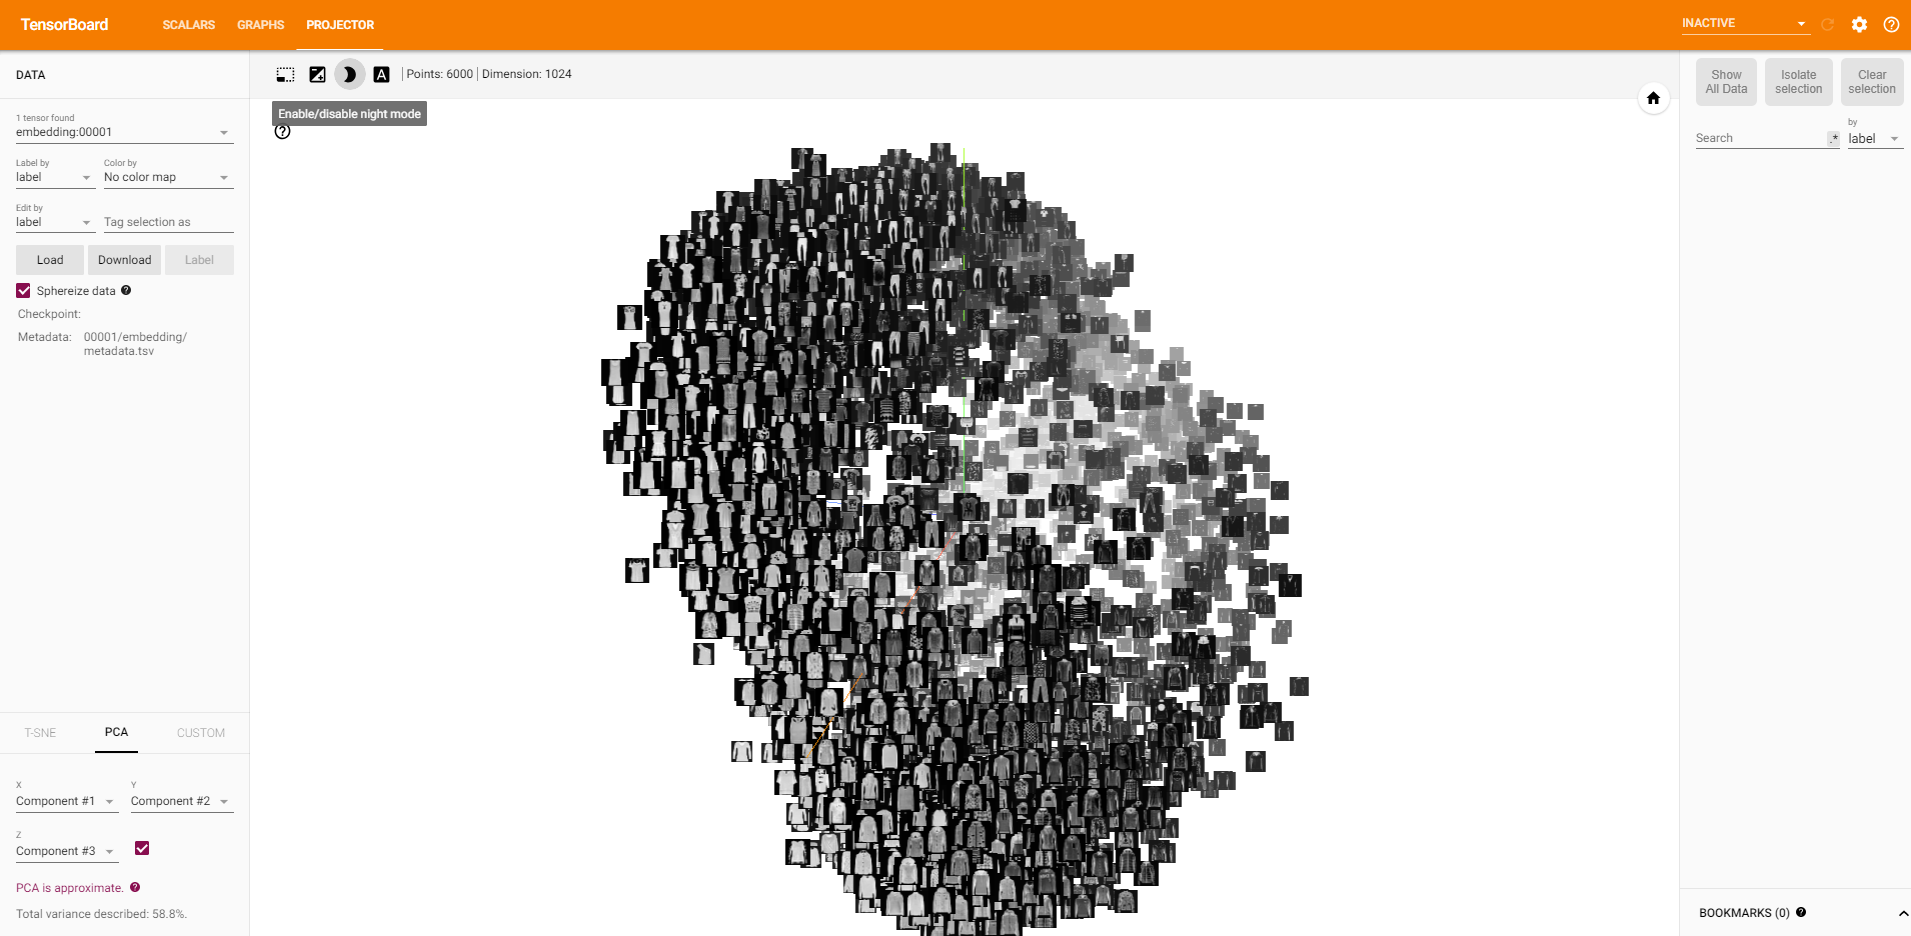 TensorBoard
SCALARS
GRAPHS
PROJECTOR
INACTIVE
DATA
Points: 6000
Dimension: 1024
A
Enable/disable night mode
1 tensor found
embedding:00001
Label by
label
Color by
No color map
Edit by
label
Tag selection as
Load
Download
Label
Sphereize data
Checkpoint:
Metadata:
00001/embedding/
metadata.tsv
T-SNE
PCA
CUSTOM
X
Component #1
Y
Component #2
Z
Component #3
PCA is approximate.
Total variance described: 58.8%.
Show
All Data
Isolate
selection
Clear
selection
Search
.*
by
label
BOOKMARKS (0)